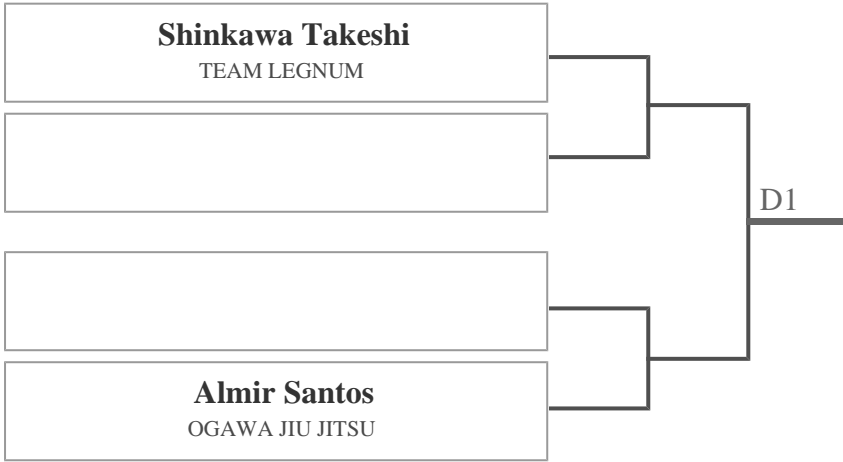 Shinkawa Takeshi
TEAM LEGNUM
D1
Almir Santos
OGAWA JIU JITSU